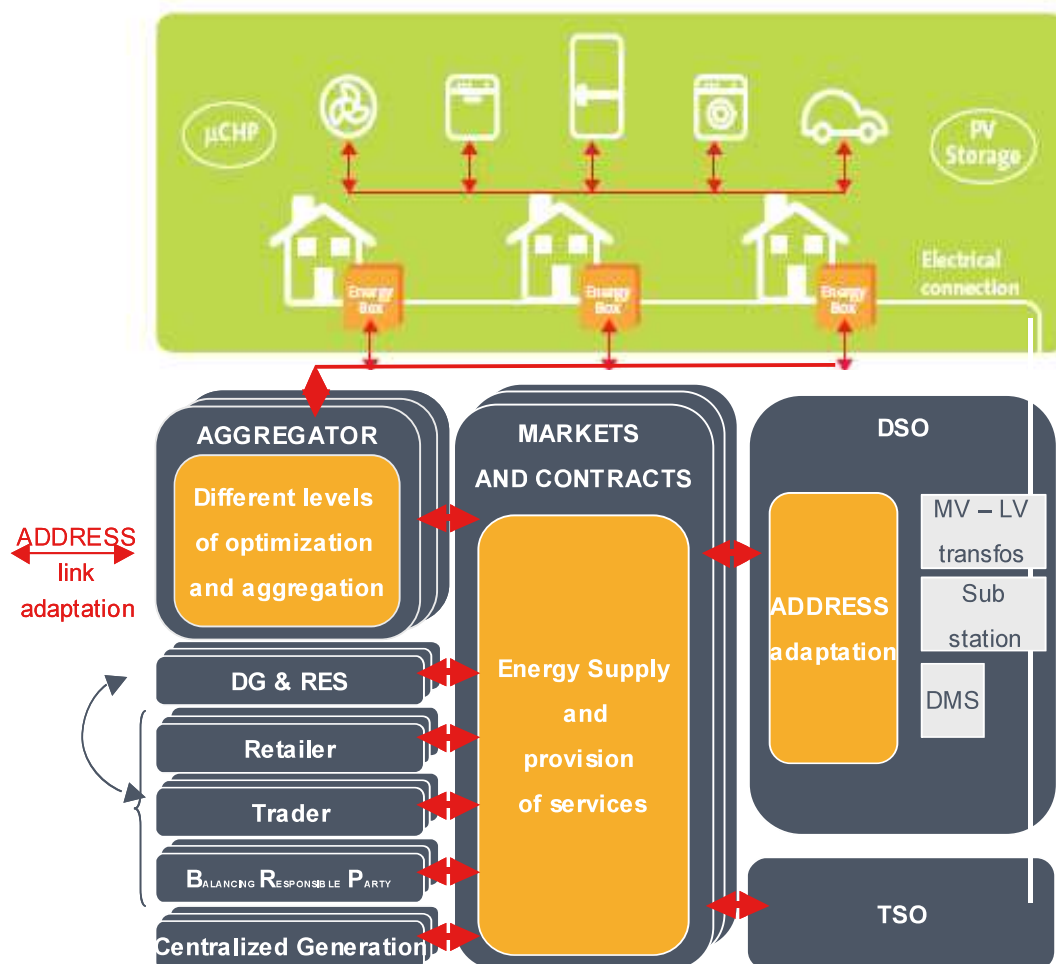 μCHP
PV
Storage
Electrical
connection
Energy
Box
Energy
Box
Energy
Box
AGGREGATOR
Different levels
of optimization
and aggregation
MARKETS
AND CONTRACTS
Energy Supply
and
provision
of services
DSO
ADDRESS
adaptation
MV – LV
transfos
Sub
station
DMS
ADDRESS
link
adaptation
DG & RES
Retailer
Trader
BALANCING RESPONSIBLE PARTY
Centralized Generation
TSO